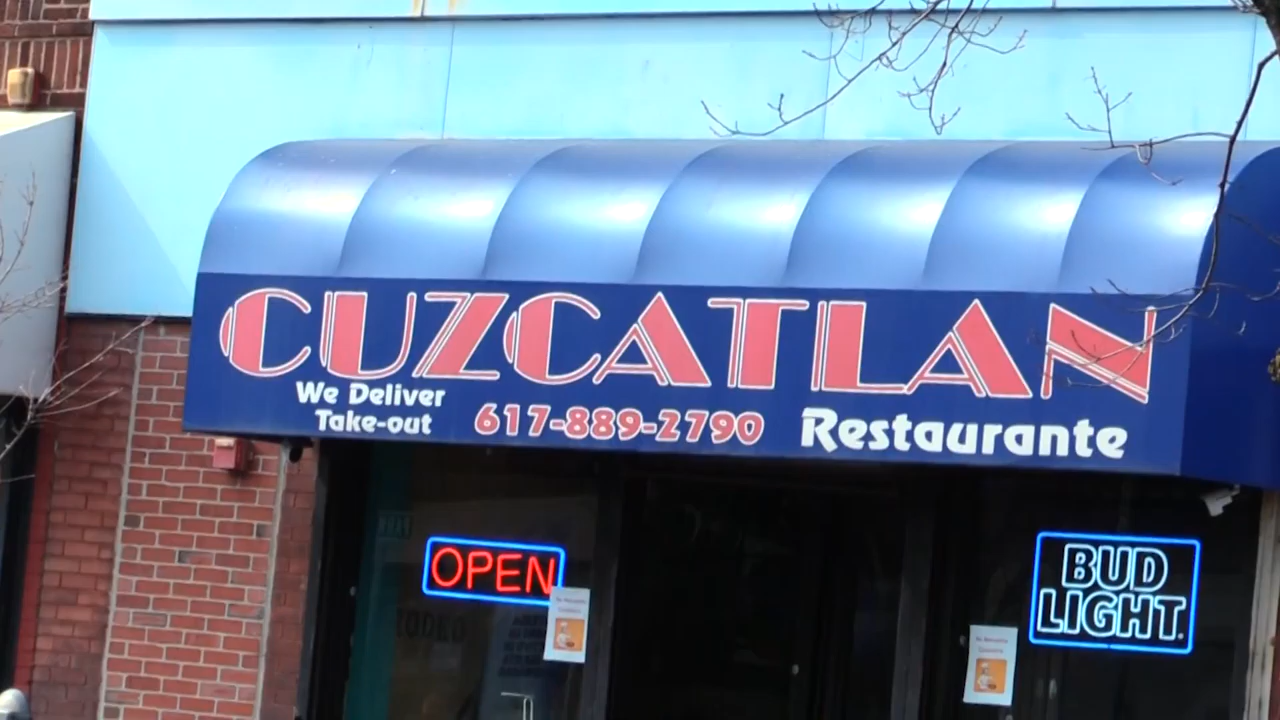 CUZCATLAN
We Deliver
Take-out
617-889-2790
Restaurante
OPEN
BUD
LIGHT